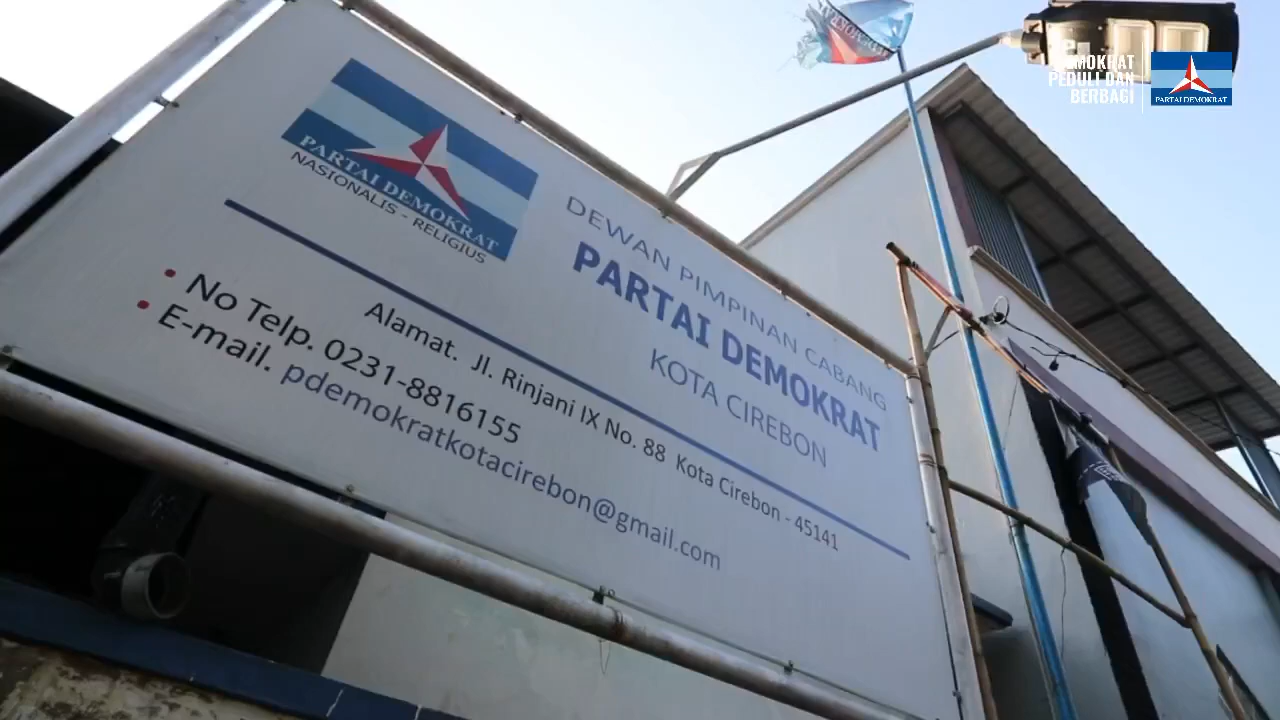 PARTAI DEMOKRAT
NASIONALIS - RELIGIUS
DEWAN PIMPINAN CABANG
PARTAI DEMOKRAT
KOTA CIREBON
Alamat. Jl. Rinjani IX No. 88 Kota Cirebon - 45141
• No Telp. 0231-8816155
• E-mail. pdemokratkotacirebon@gmail.com
DEMOKRAT
PEDULI DAN
BERBAGI
PARTAI DEMOKRAT